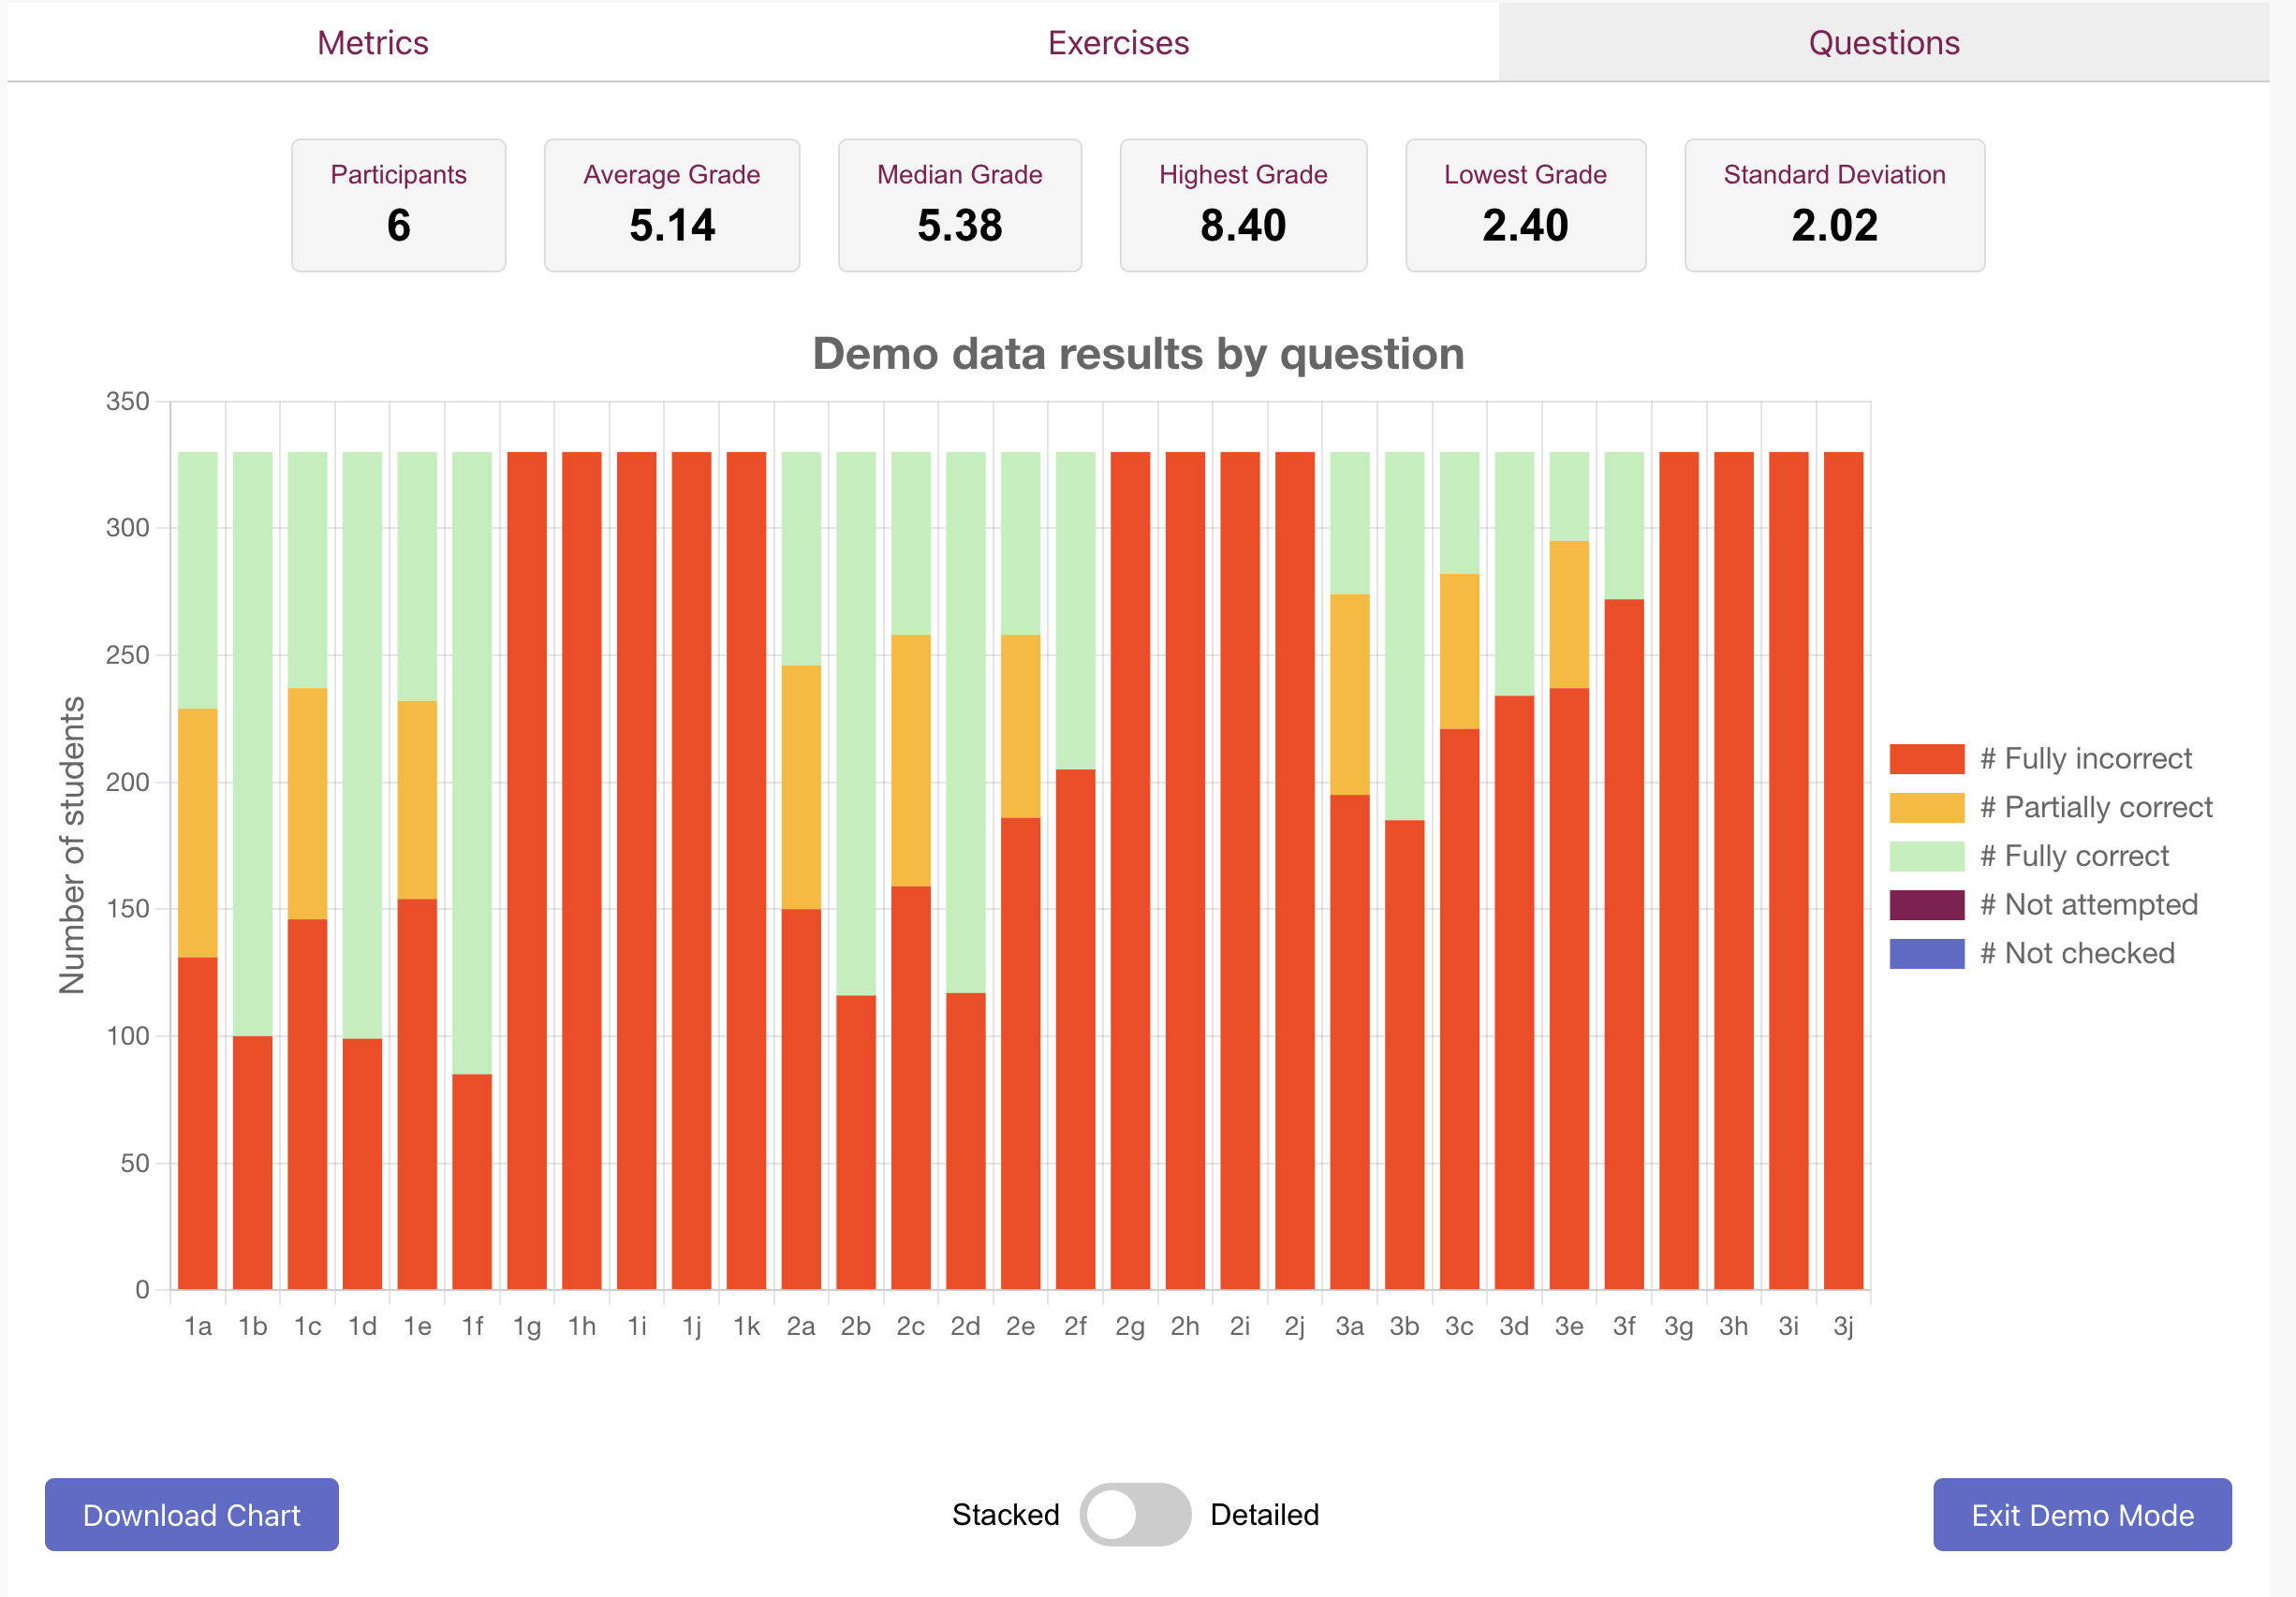 Metrics Exercises Questions
Participants Average Grade Median Grade Highest Grade Lowest Grade Standard Deviation
6 5.14 5.38 8.40 2.40 2.02
Demo data results by question
Number of students
350
300
250
200
150
100
50
0
1a 1b 1c 1d 1e 1f 1g 1h 1i 1j 1k 2a 2b 2c 2d 2e 2f 2g 2h 2i 2j 3a 3b 3c 3d 3e 3f 3g 3h 3i 3j
# Fully incorrect
# Partially correct
# Fully correct
# Not attempted
# Not checked
Download Chart Stacked Detailed Exit Demo Mode